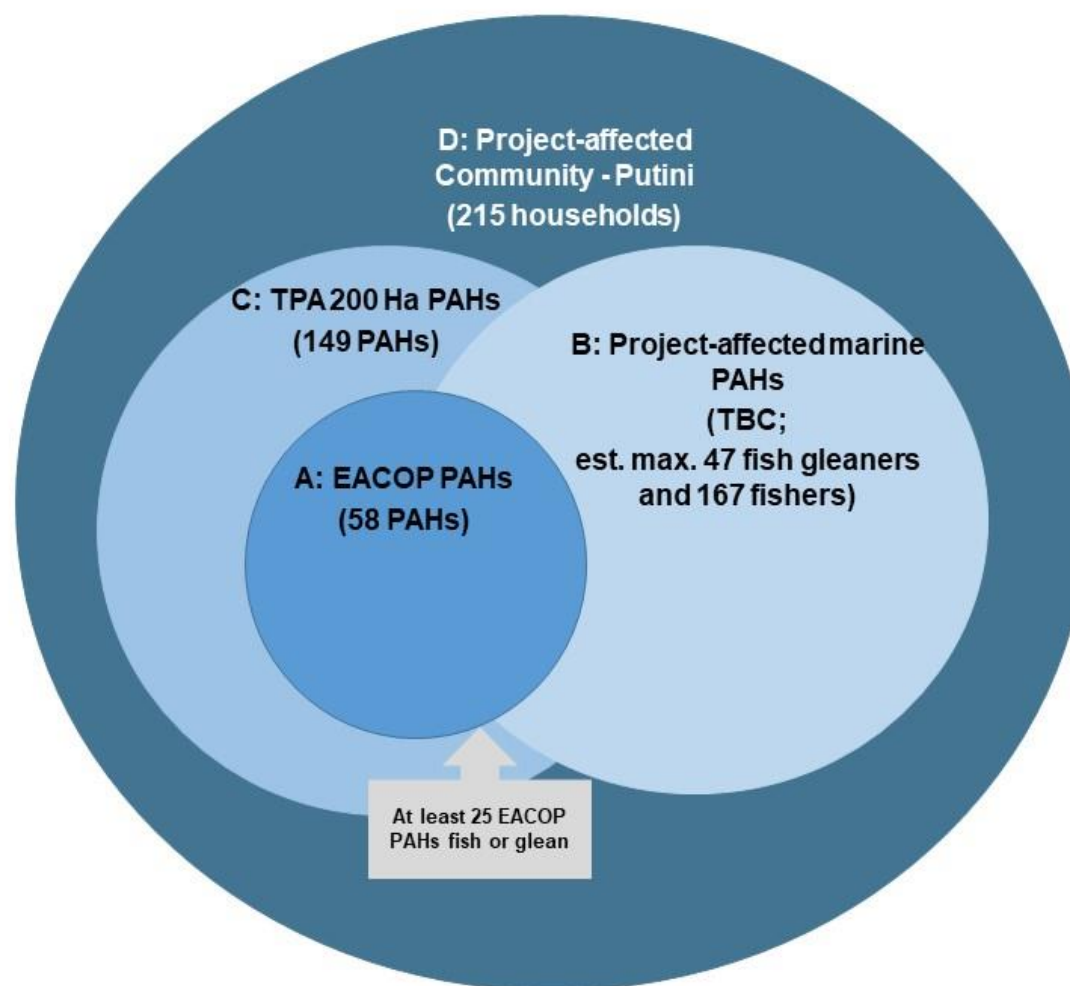 D: Project-affected
Community - Putini
(215 households)
C: TPA 200 Ha PAHs
(149 PAHs)
B: Project-affected marine
PAHs
(TBC;
est. max. 47 fish gleaners
and 167 fishers)
A: EACOP PAHs
(58 PAHs)
At least 25 EACOP
PAHs fish or glean